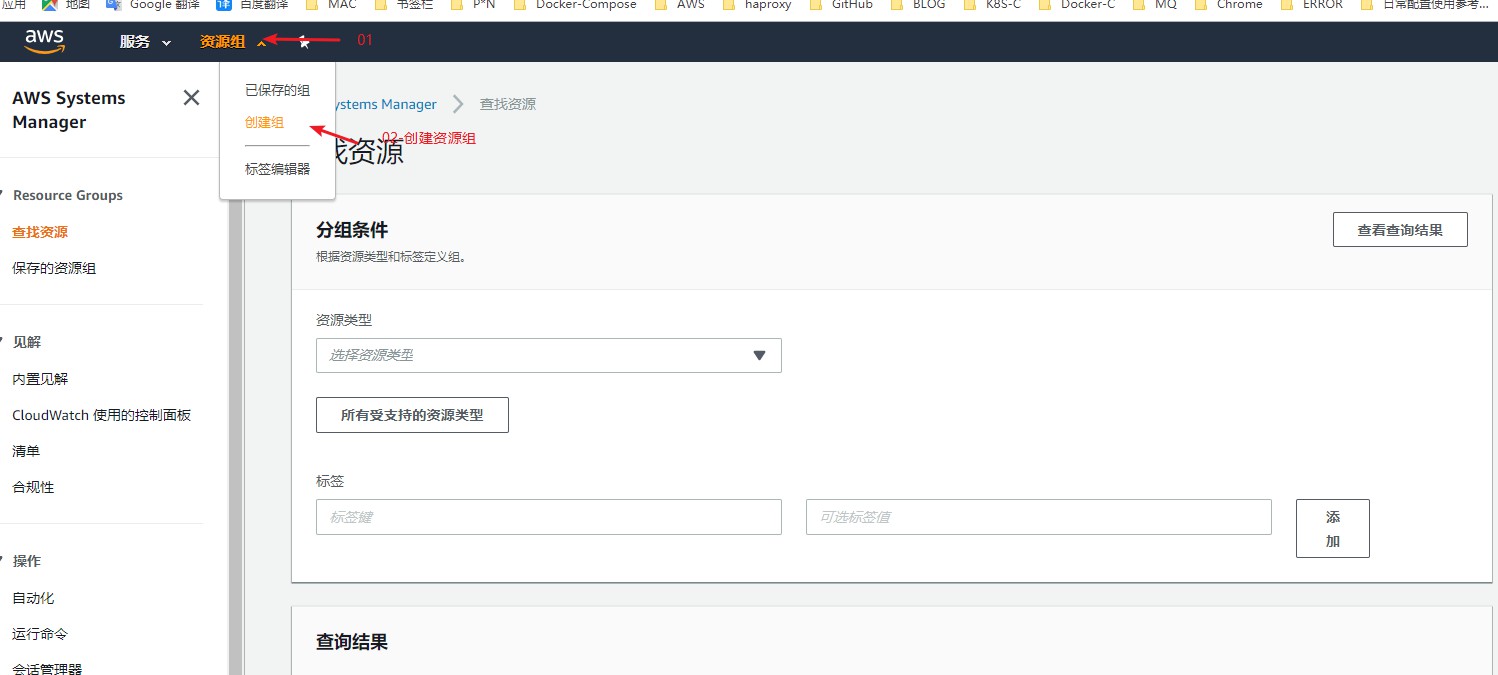 应用 地图 Google 翻译 百度翻译 MAC 书签栏 P*N Docker-Compose AWS haproxy GitHub BLOG K8S-C Docker-C MQ Chrome ERROR 日常配置使用参考...
aws 服务 资源组 01
AWS Systems Manager
已保存的组
创建组
标签编辑器
ystems Manager 查找资源
02-创建资源组
找资源
Resource Groups
查找资源
保存的资源组
见解
内置见解
CloudWatch 使用的控制面板
清单
合规性
操作
自动化
运行命令
会话管理器
分组条件
查看查询结果
根据资源类型和标签定义组。
资源类型
选择资源类型
所有受支持的资源类型
标签
标签键 可选标签值 添加
查询结果